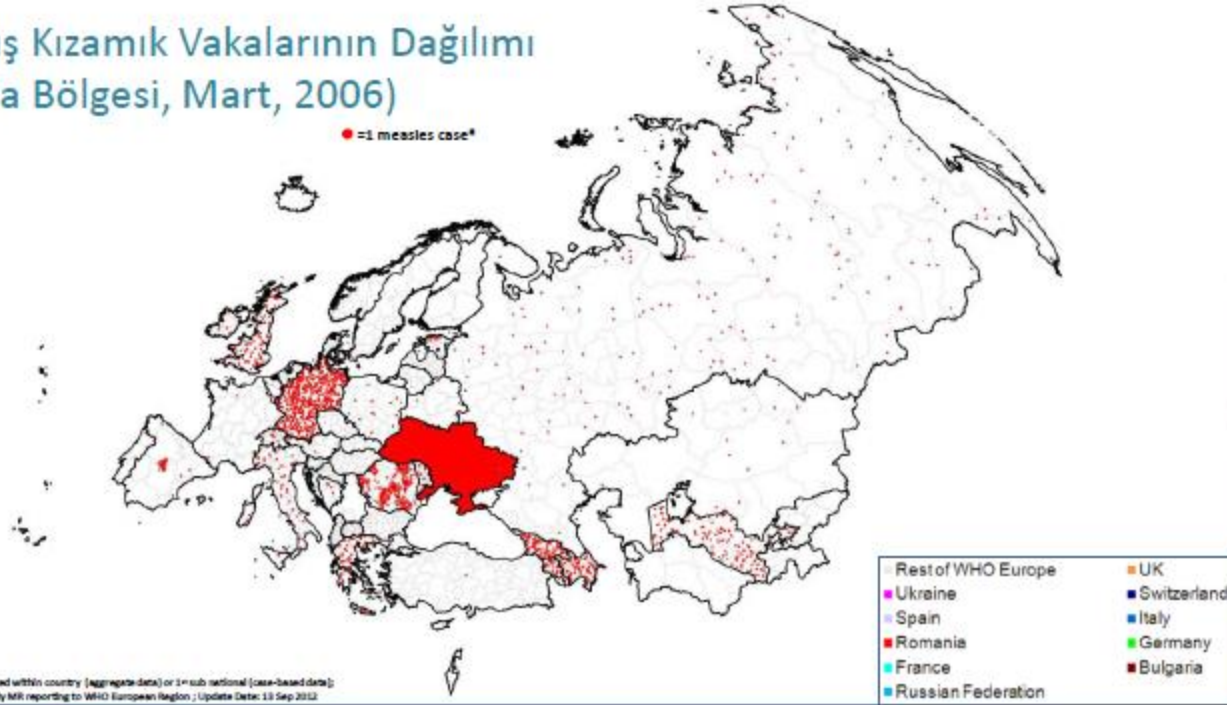 ş Kızamık Vakalarının Dağılımı
a Bölgesi, Mart, 2006)
=1 measles case*
Rest of WHO Europe
Ukraine
Spain
Romania
France
Russian Federation
UK
Switzerland
Italy
Germany
Bulgaria
ed within country (aggregate data) or 1ˢᵗ sub national (case-based data);
y MR reporting to WHO European Region ; Update Date: 13 Sep 2012